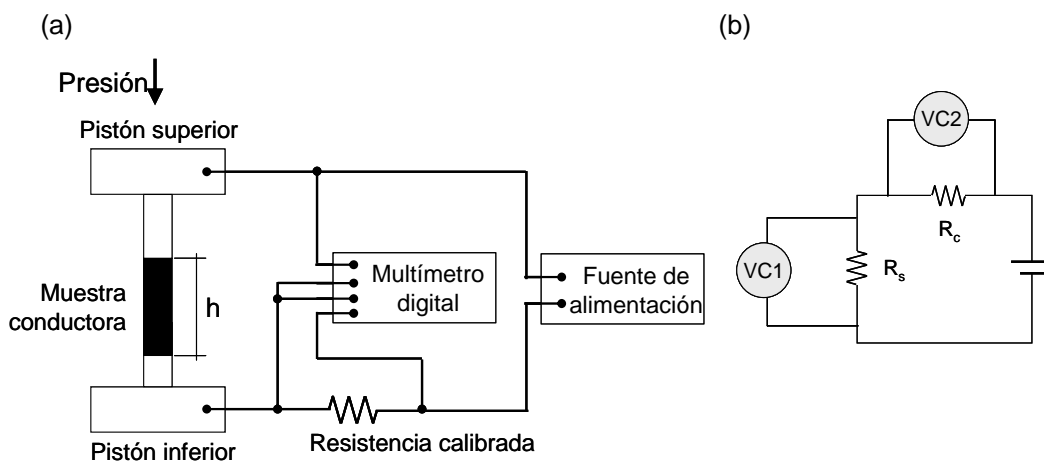 (a)
(b)
Presión
Pistón superior
Muestra
conductora
h
Multímetro
digital
Fuente de
alimentación
Resistencia calibrada
Pistón inferior
VC2
Rc
VC1
Rs